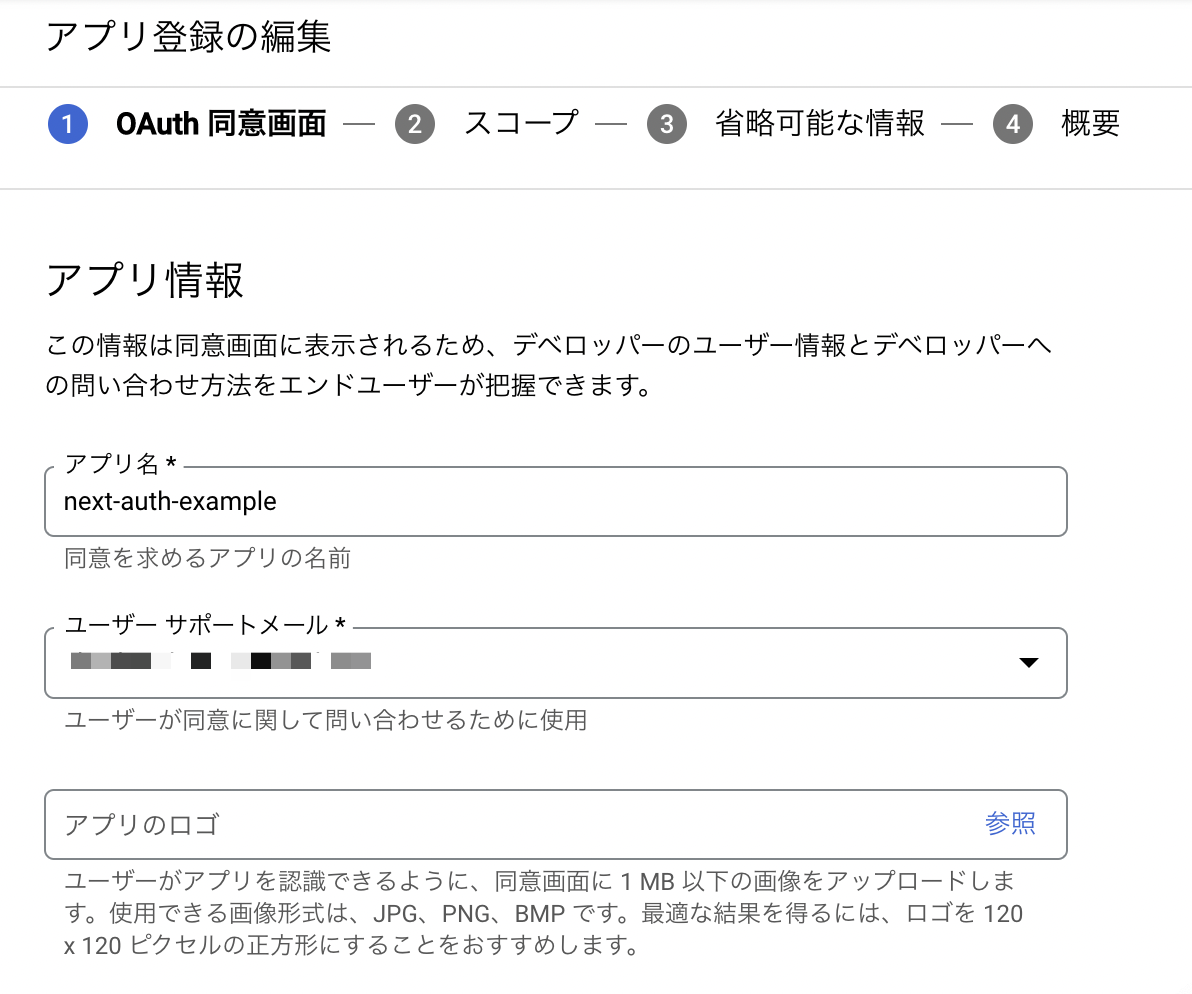 アプリ登録の編集
1 OAuth 同意画面 — 2 スコープ — 3 省略可能な情報 — 4 概要
アプリ情報
この情報は同意画面に表示されるため、デベロッパーのユーザー情報とデベロッパーへ
の問い合わせ方法をエンドユーザーが把握できます。
アプリ名 *
next-auth-example
同意を求めるアプリの名前
ユーザー サポートメール *
ユーザーが同意に関して問い合わせるために使用
アプリのロゴ 参照
ユーザーがアプリを認識できるように、同意画面に 1 MB 以下の画像をアップロードしま
す。使用できる画像形式は、JPG、PNG、BMP です。最適な結果を得るには、ロゴを 120
x 120 ピクセルの正方形にすることをおすすめします。